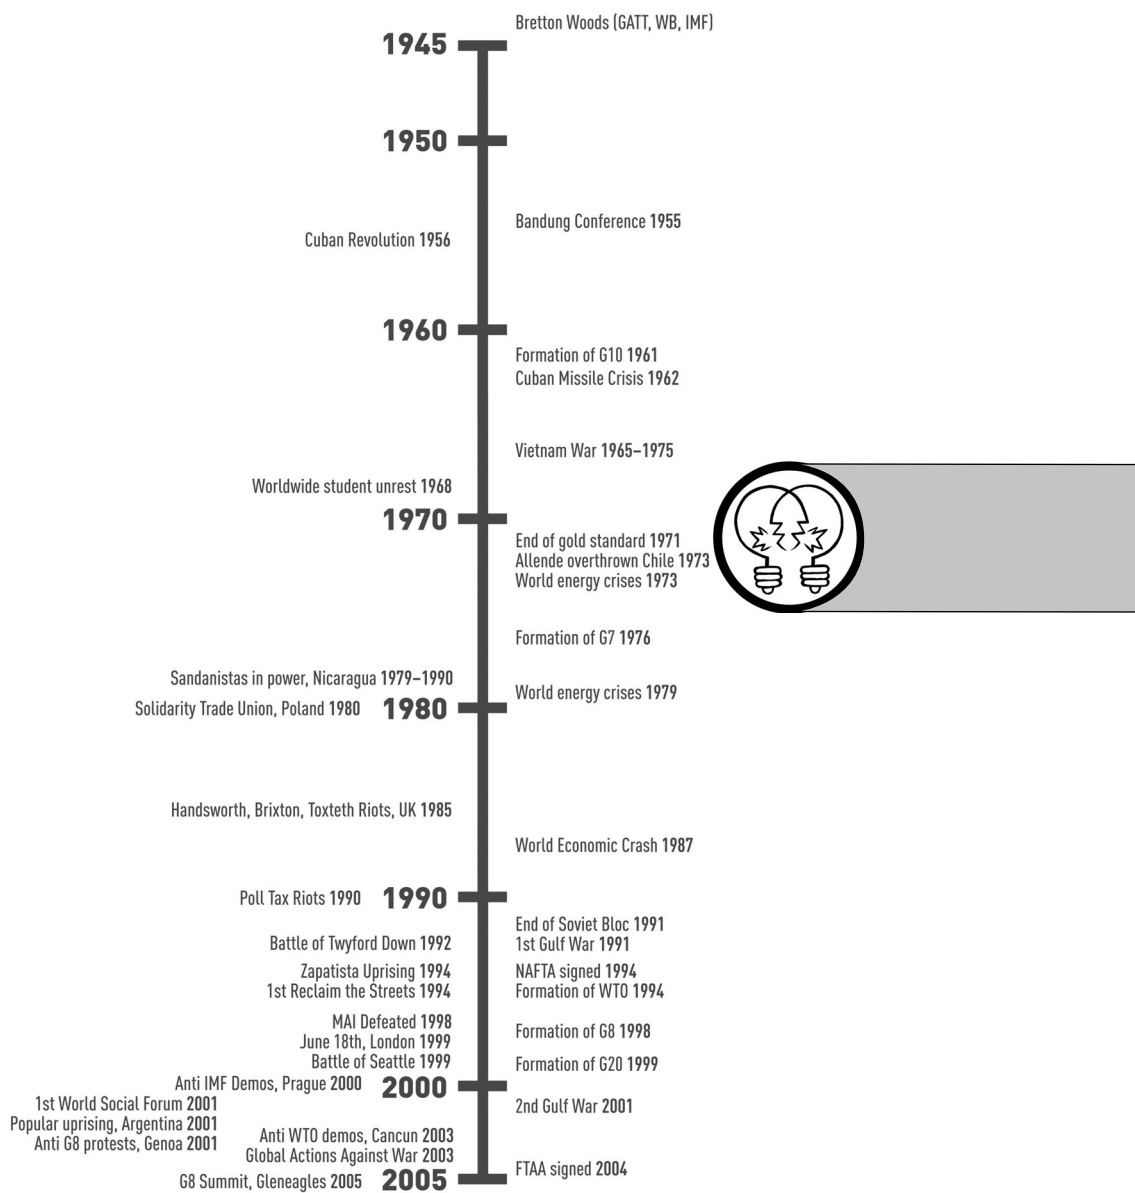 Bretton Woods (GATT, WB, IMF)
1945
1950
Bandung Conference 1955
Cuban Revolution 1956
1960
Formation of G10 1961
Cuban Missile Crisis 1962
Vietnam War 1965–1975
Worldwide student unrest 1968
1970
End of gold standard 1971
Allende overthrown Chile 1973
World energy crises 1973
Formation of G7 1976
Sandanistas in power, Nicaragua 1979–1990
World energy crises 1979
Solidarity Trade Union, Poland 1980
1980
Handsworth, Brixton, Toxteth Riots, UK 1985
World Economic Crash 1987
Poll Tax Riots 1990
1990
End of Soviet Bloc 1991
1st Gulf War 1991
Battle of Twyford Down 1992
Zapatista Uprising 1994
NAFTA signed 1994
1st Reclaim the Streets 1994
Formation of WTO 1994
MAI Defeated 1998
Formation of G8 1998
June 18th, London 1999
Battle of Seattle 1999
Formation of G20 1999
Anti IMF Demos, Prague 2000
2000
1st World Social Forum 2001
2nd Gulf War 2001
Popular uprising, Argentina 2001
Anti G8 protests, Genoa 2001
Anti WTO demos, Cancun 2003
Global Actions Against War 2003
FTAA signed 2004
G8 Summit, Gleneagles 2005
2005